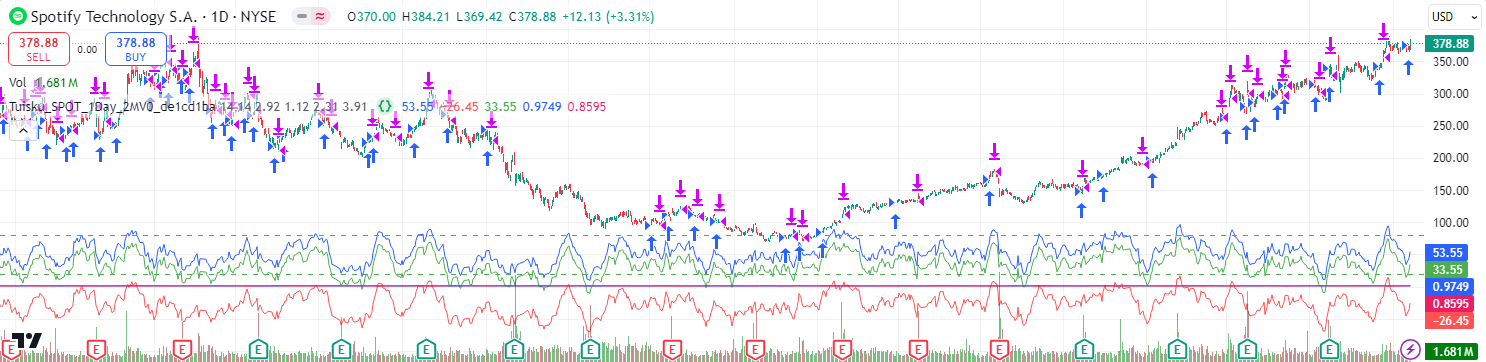 Spotify Technology S.A. · 1D · NYSE O370.00 H384.21 L369.42 C378.88 +12.13 (+3.31%)
USD
378.88 SELL
0.00
378.88 BUY
Vol 1.681M
14.14 2.92 1.12 2.31 3.91 53.55 −26.45 33.55 0.9749 0.8595
378.88
350.00
300.00
250.00
200.00
150.00
100.00
53.55
33.55
0.9749
0.8595
−26.45
1.681M
E E E E E E E E E E E E E E E E